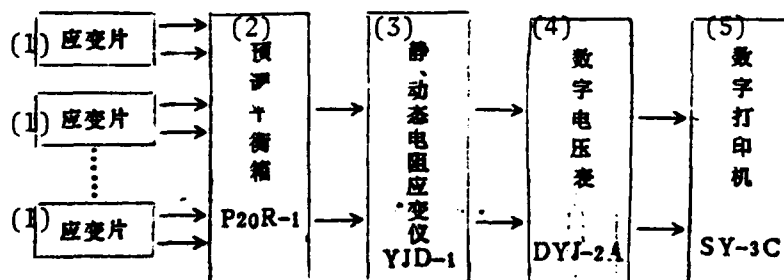 (1) 应变片
(1) 应变片
(1) 应变片
(2)
预调平衡箱
P20R-1
(3)
静、动态电阻应变仪
YJD-1
(4)
数字电压表
DYJ-2A
(5)
数字打印机
SY-3C